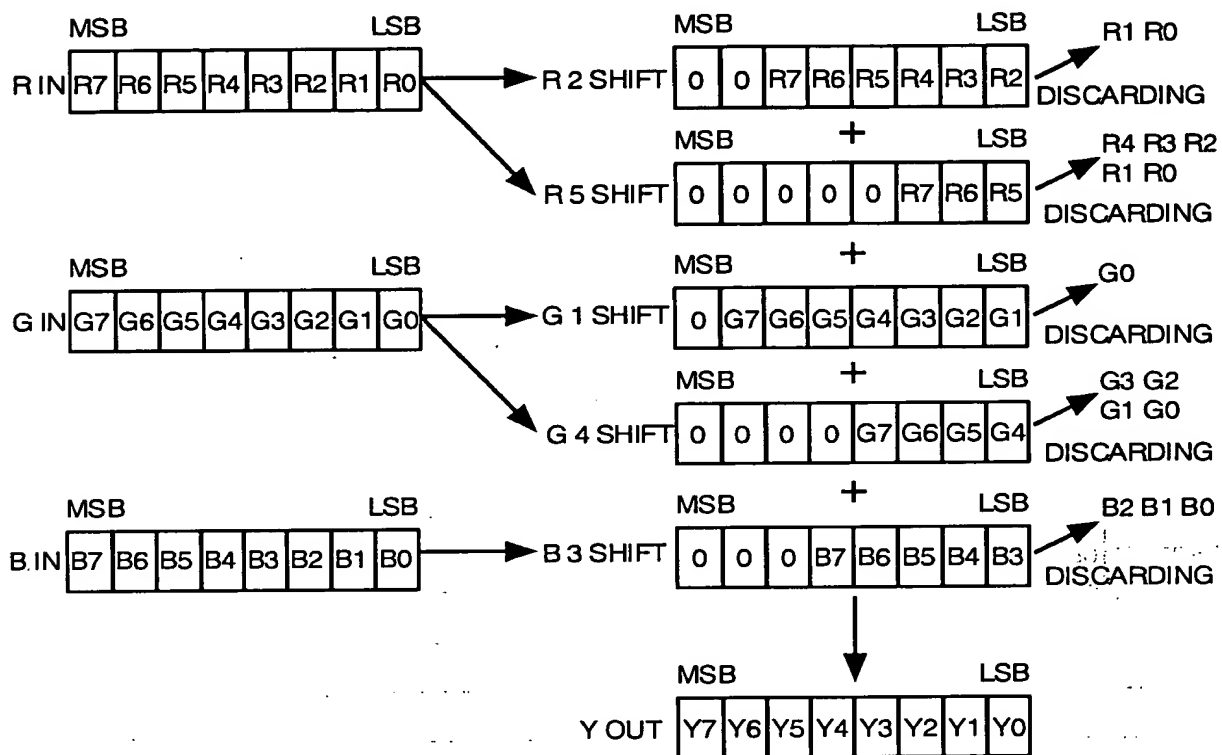 MSB LSB
R IN R7 R6 R5 R4 R3 R2 R1 R0
MSB LSB
R 2 SHIFT 0 0 R7 R6 R5 R4 R3 R2
R1 R0
DISCARDING
+
MSB LSB
R 5 SHIFT 0 0 0 0 0 R7 R6 R5
R4 R3 R2
R1 R0
DISCARDING
+
MSB LSB
G IN G7 G6 G5 G4 G3 G2 G1 G0
MSB LSB
G 1 SHIFT 0 G7 G6 G5 G4 G3 G2 G1
G0
DISCARDING
+
MSB LSB
G 4 SHIFT 0 0 0 0 G7 G6 G5 G4
G3 G2
G1 G0
DISCARDING
+
MSB LSB
B IN B7 B6 B5 B4 B3 B2 B1 B0
MSB LSB
B 3 SHIFT 0 0 0 B7 B6 B5 B4 B3
B2 B1 B0
DISCARDING
MSB LSB
Y OUT Y7 Y6 Y5 Y4 Y3 Y2 Y1 Y0